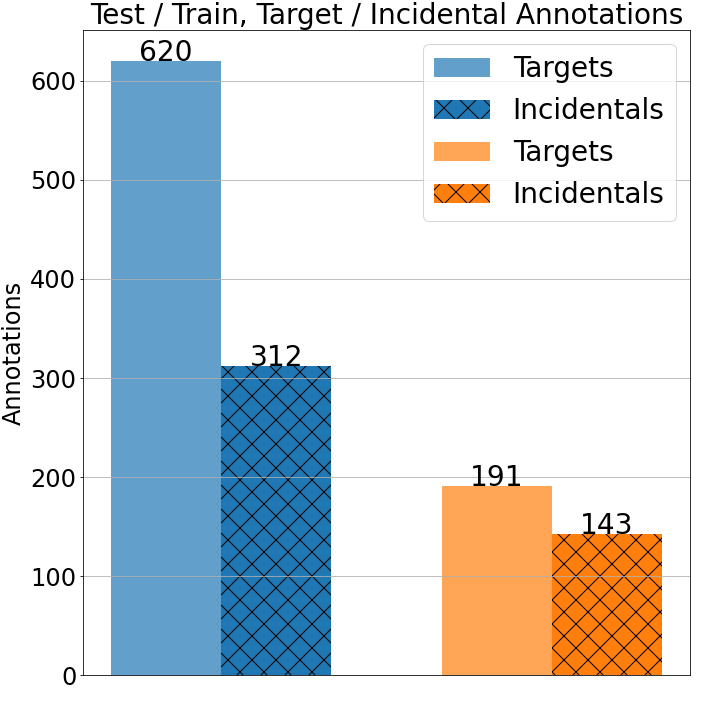 Test / Train, Target / Incidental Annotations
620
600
Targets
Incidentals
500
Targets
Incidentals
400
Annotations
312
300
200
191
143
100
0